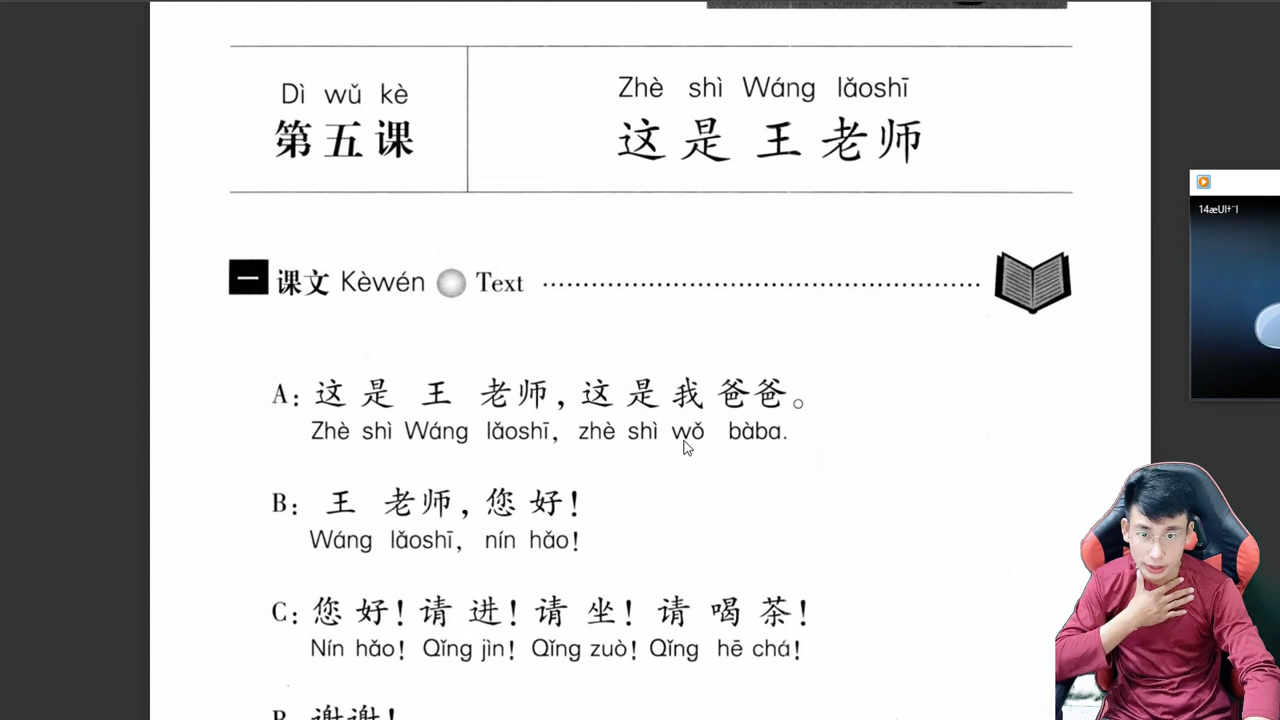 Dì wǔ kè
第五课
Zhè shì Wáng lǎoshī
这是王老师
一 课文 Kèwén Text
A: 这是王老师,这是我爸爸。
Zhè shì Wáng lǎoshī, zhè shì wǒ bàba.
B: 王老师,您好!
Wáng lǎoshī, nín hǎo!
C: 您好!请进!请坐!请喝茶!
Nín hǎo! Qǐng jìn! Qǐng zuò! Qǐng hē chá!
B 谢谢!